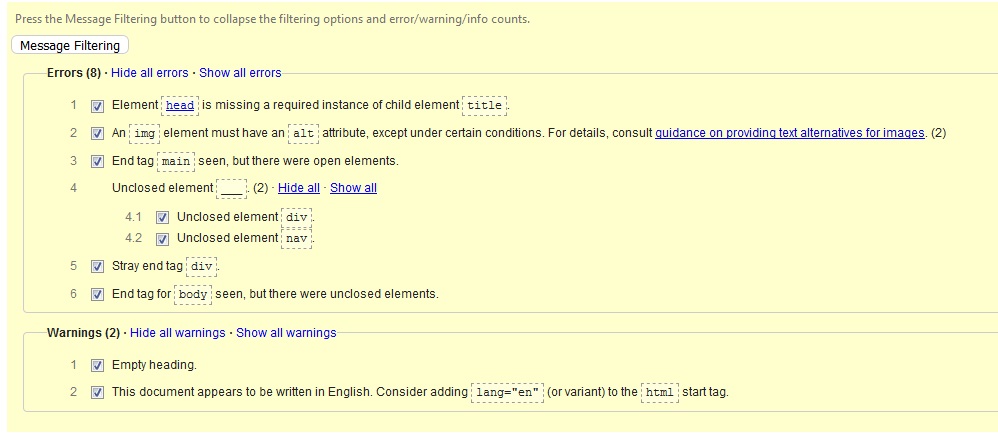 Press the Message Filtering button to collapse the filtering options and error/warning/info counts.
Message Filtering
Errors (8) · Hide all errors · Show all errors
1 Element head is missing a required instance of child element title.
2 An img element must have an alt attribute, except under certain conditions. For details, consult guidance on providing text alternatives for images. (2)
3 End tag main seen, but there were open elements.
4 Unclosed element ___. (2) · Hide all · Show all
4.1 Unclosed element div.
4.2 Unclosed element nav.
5 Stray end tag div.
6 End tag for body seen, but there were unclosed elements.
Warnings (2) · Hide all warnings · Show all warnings
1 Empty heading.
2 This document appears to be written in English. Consider adding lang="en" (or variant) to the html start tag.